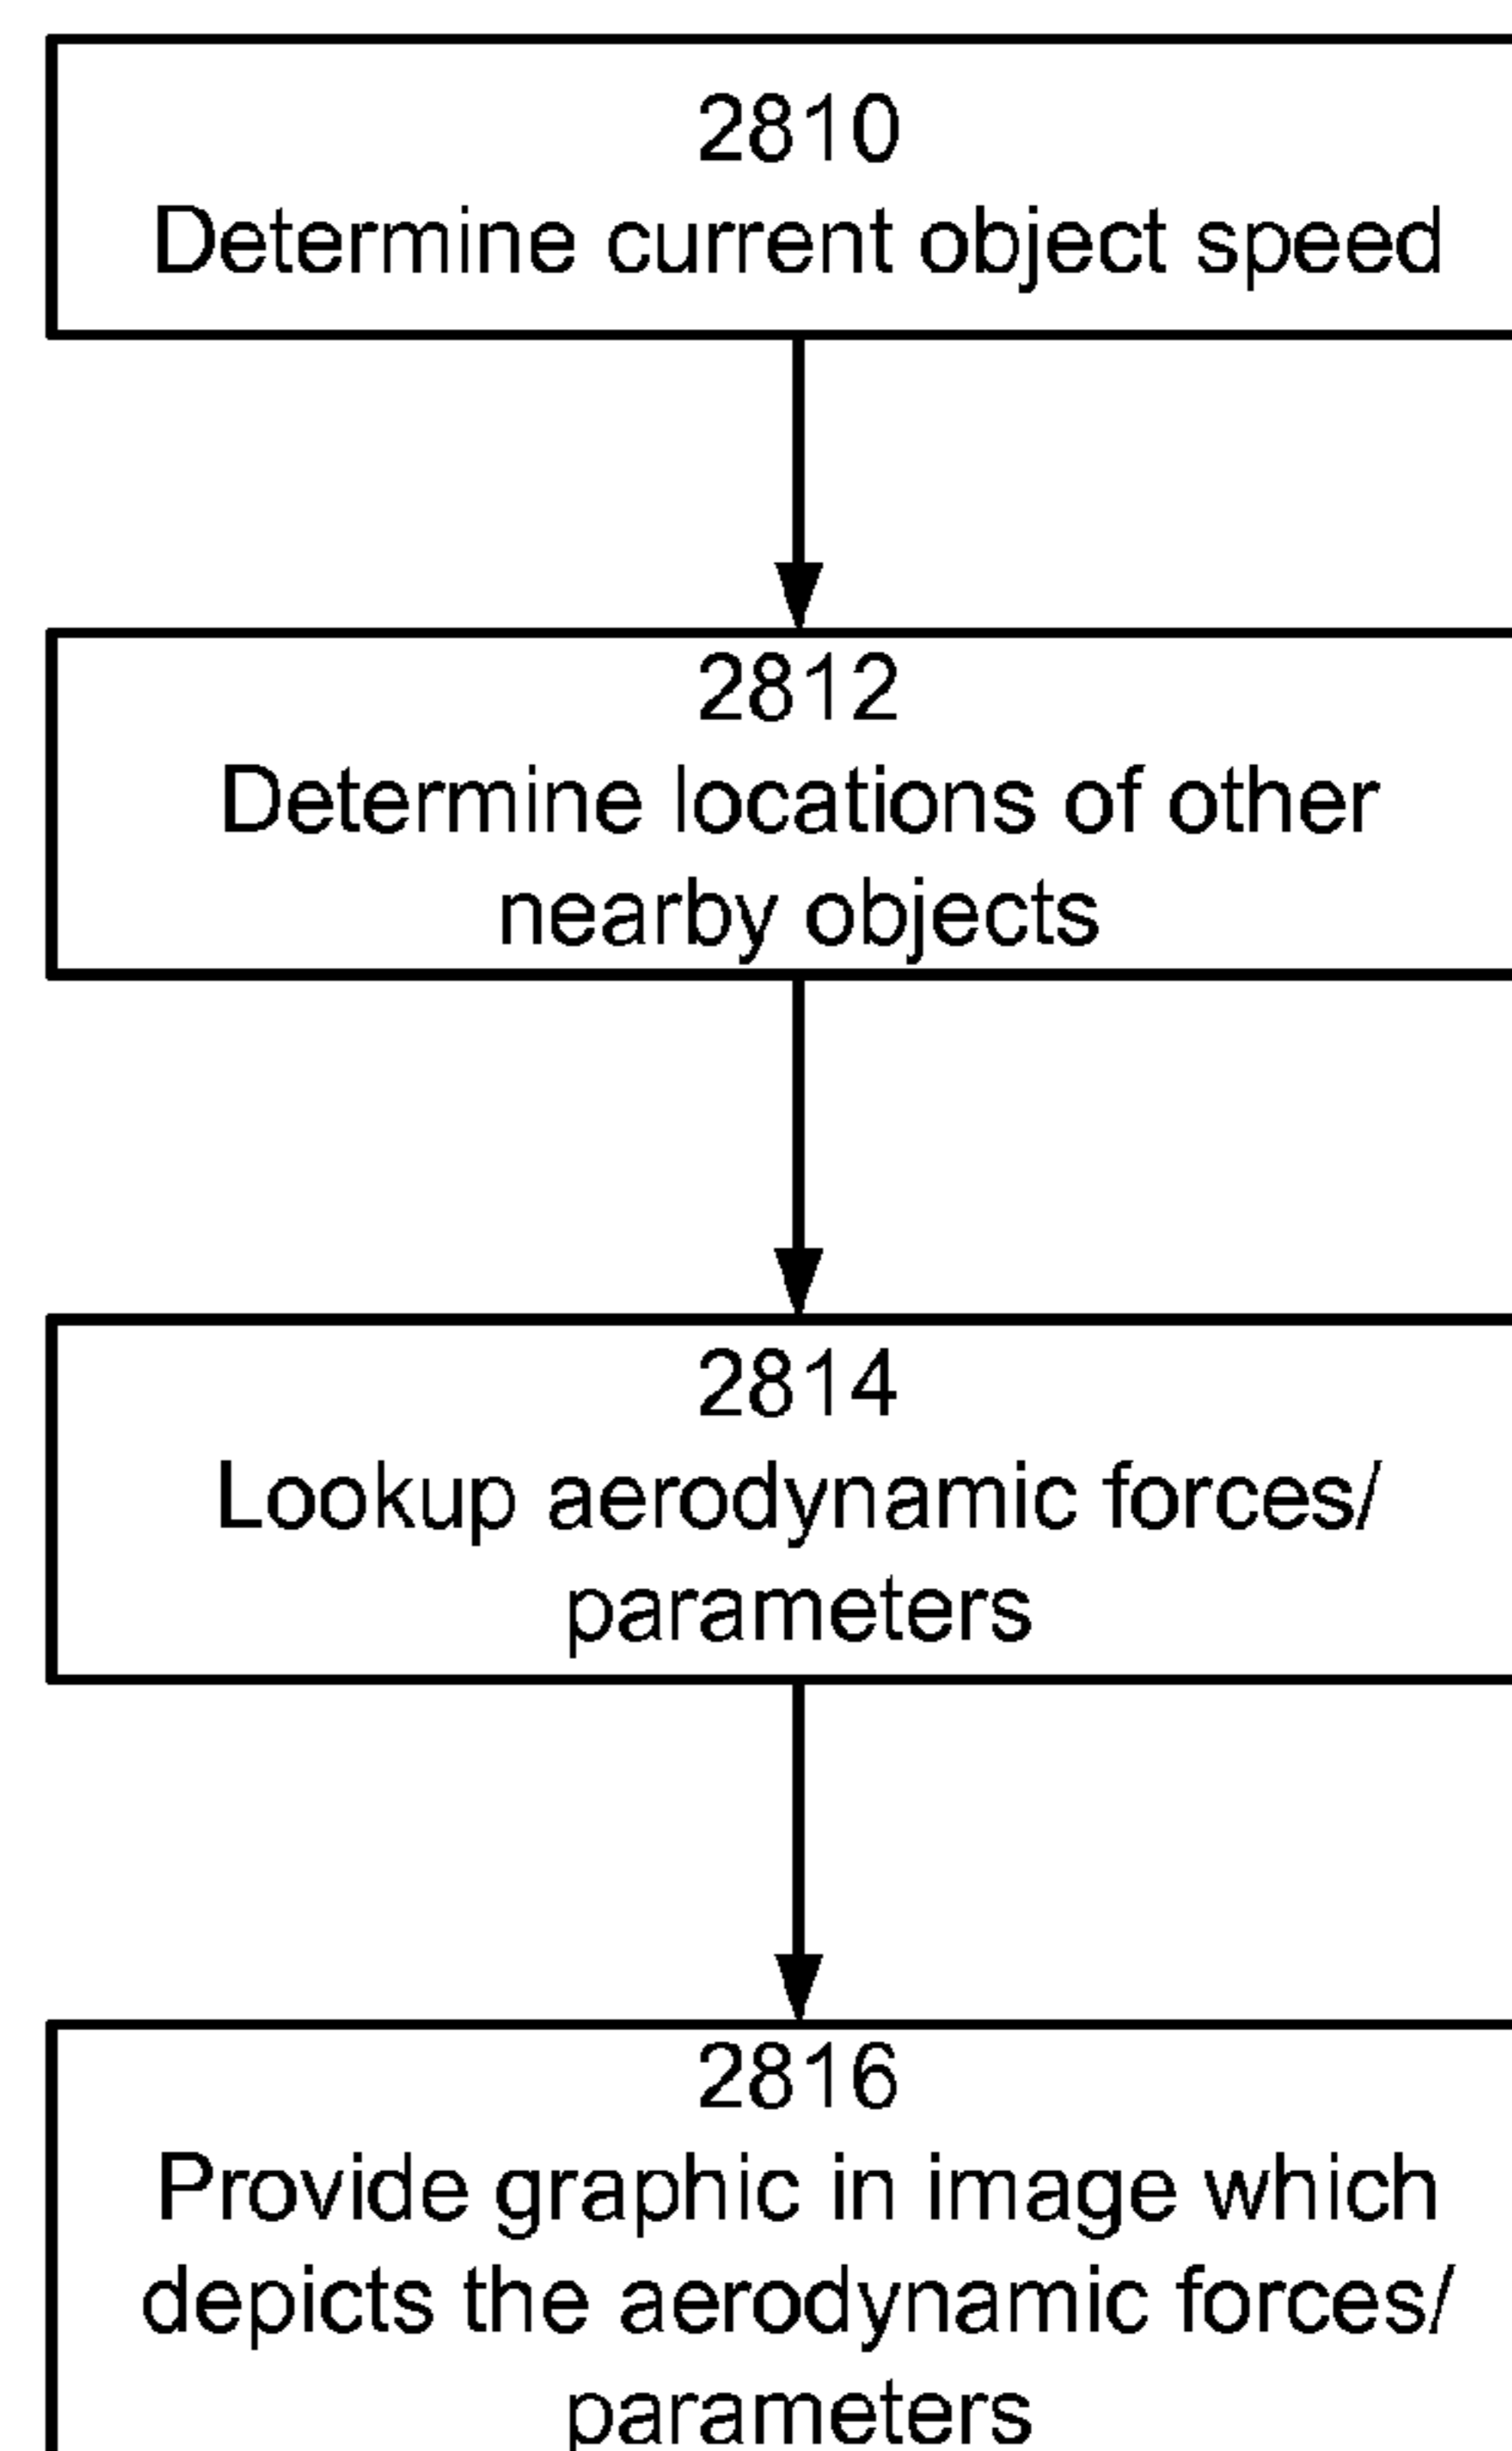 2810
Determine current object speed
2812
Determine locations of other
nearby objects
2814
Lookup aerodynamic forces/
parameters
2816
Provide graphic in image which
depicts the aerodynamic forces/
parameters